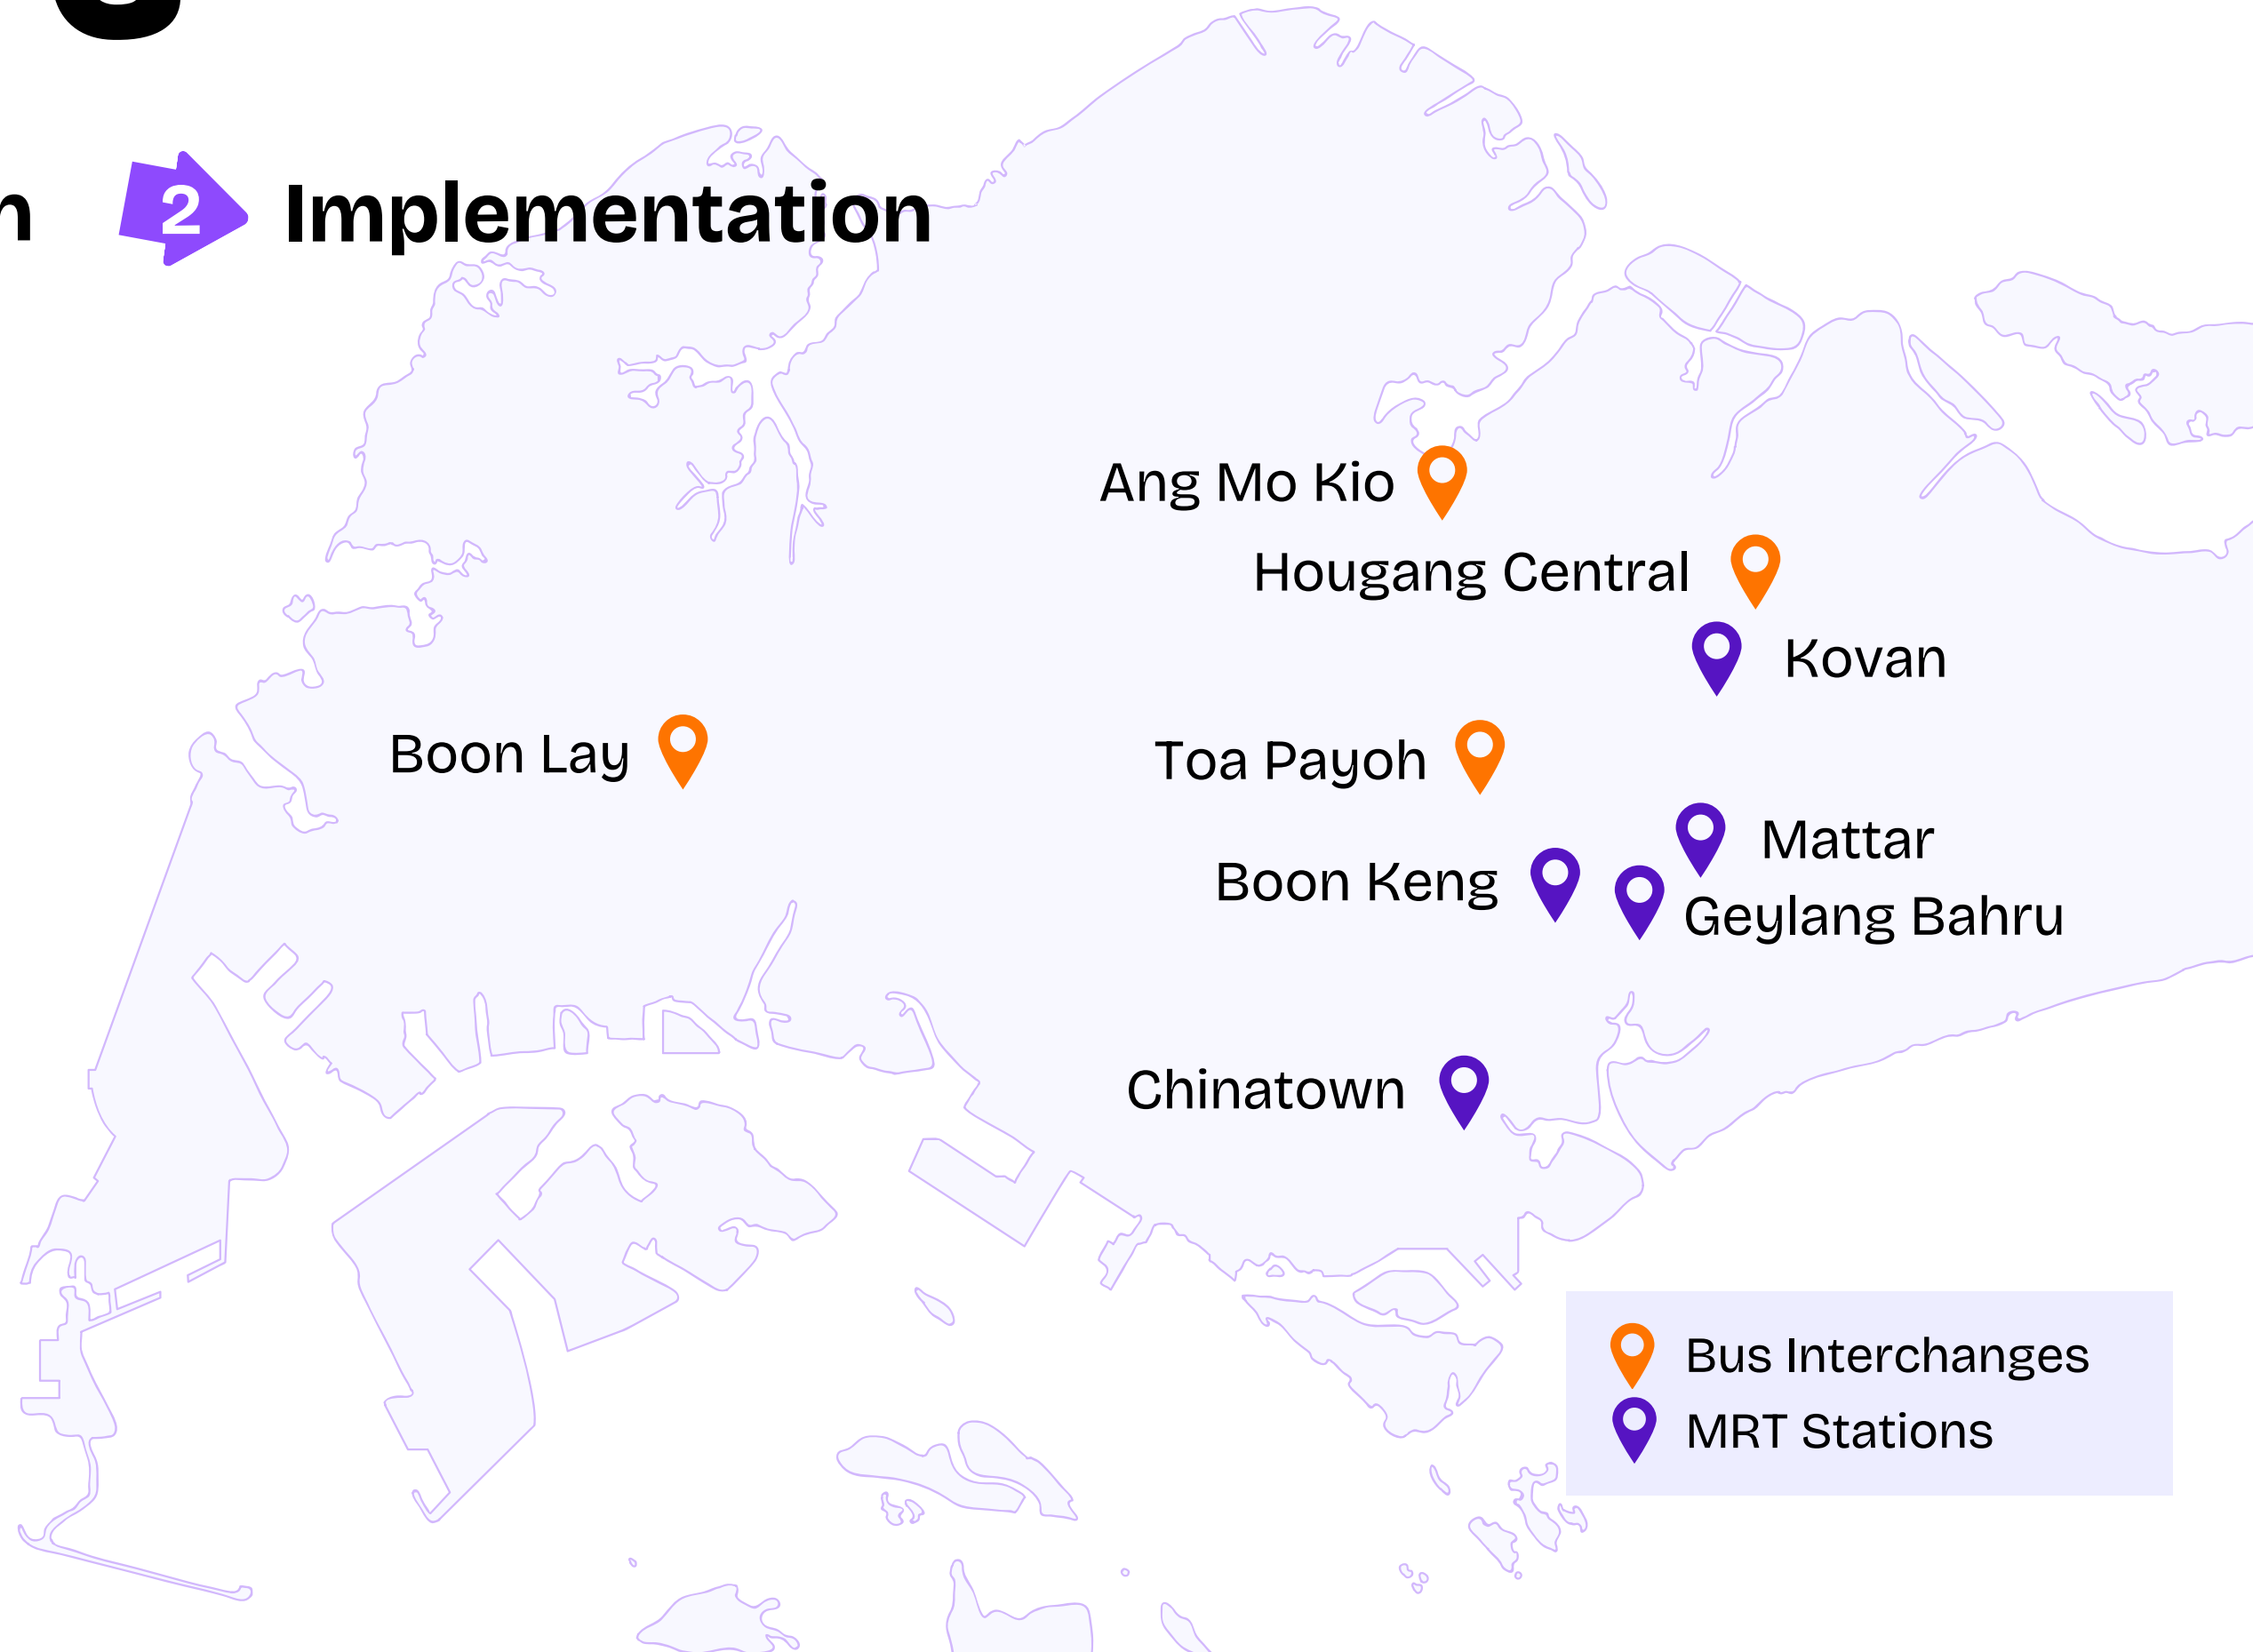 2 Implementation
Ang Mo Kio
Hougang Central
Kovan
Boon Lay
Toa Payoh
Mattar
Boon Keng
Geylang Bahru
Chinatown
Bus Interchanges
MRT Stations